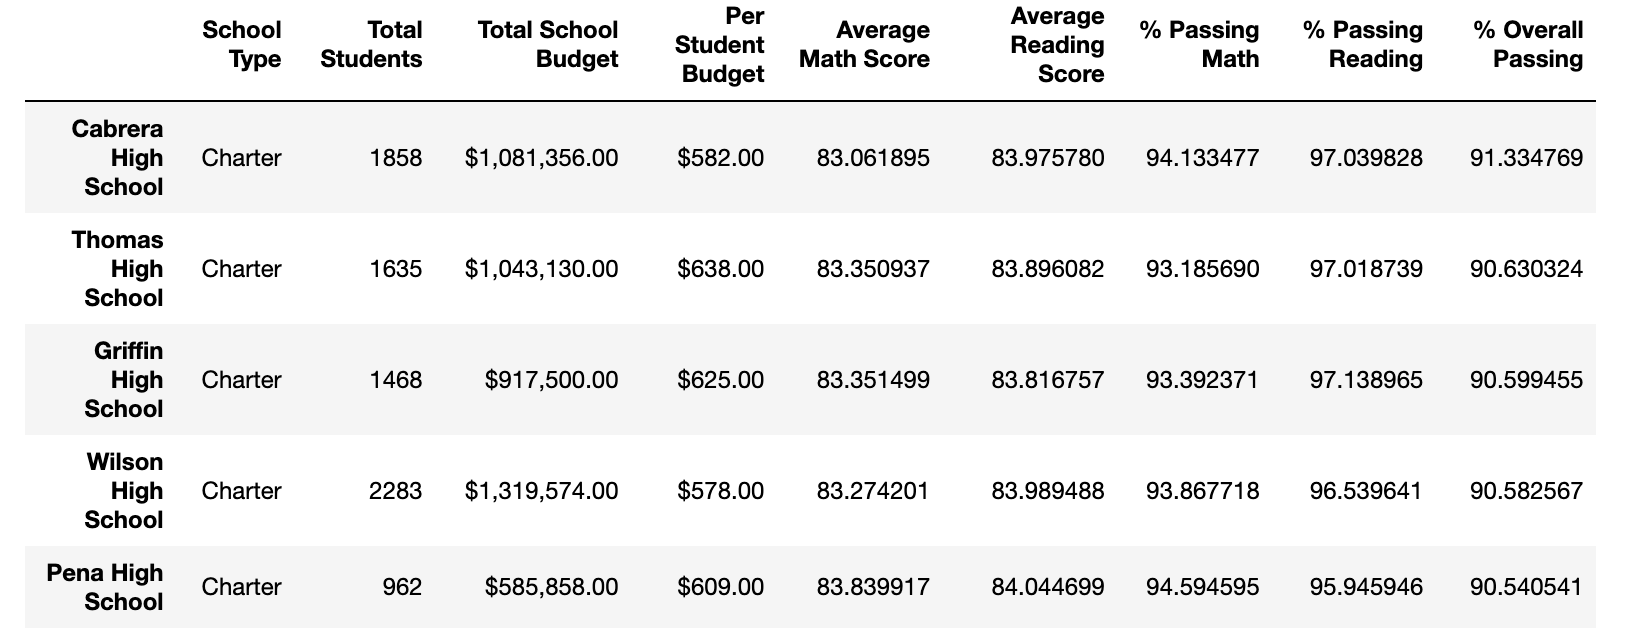 School Type Total Students Total School Budget Per Student Budget Average Math Score Average Reading Score % Passing Math % Passing Reading % Overall Passing
Cabrera High School Charter 1858 $1,081,356.00 $582.00 83.061895 83.975780 94.133477 97.039828 91.334769
Thomas High School Charter 1635 $1,043,130.00 $638.00 83.350937 83.896082 93.185690 97.018739 90.630324
Griffin High School Charter 1468 $917,500.00 $625.00 83.351499 83.816757 93.392371 97.138965 90.599455
Wilson High School Charter 2283 $1,319,574.00 $578.00 83.274201 83.989488 93.867718 96.539641 90.582567
Pena High School Charter 962 $585,858.00 $609.00 83.839917 84.044699 94.594595 95.945946 90.540541